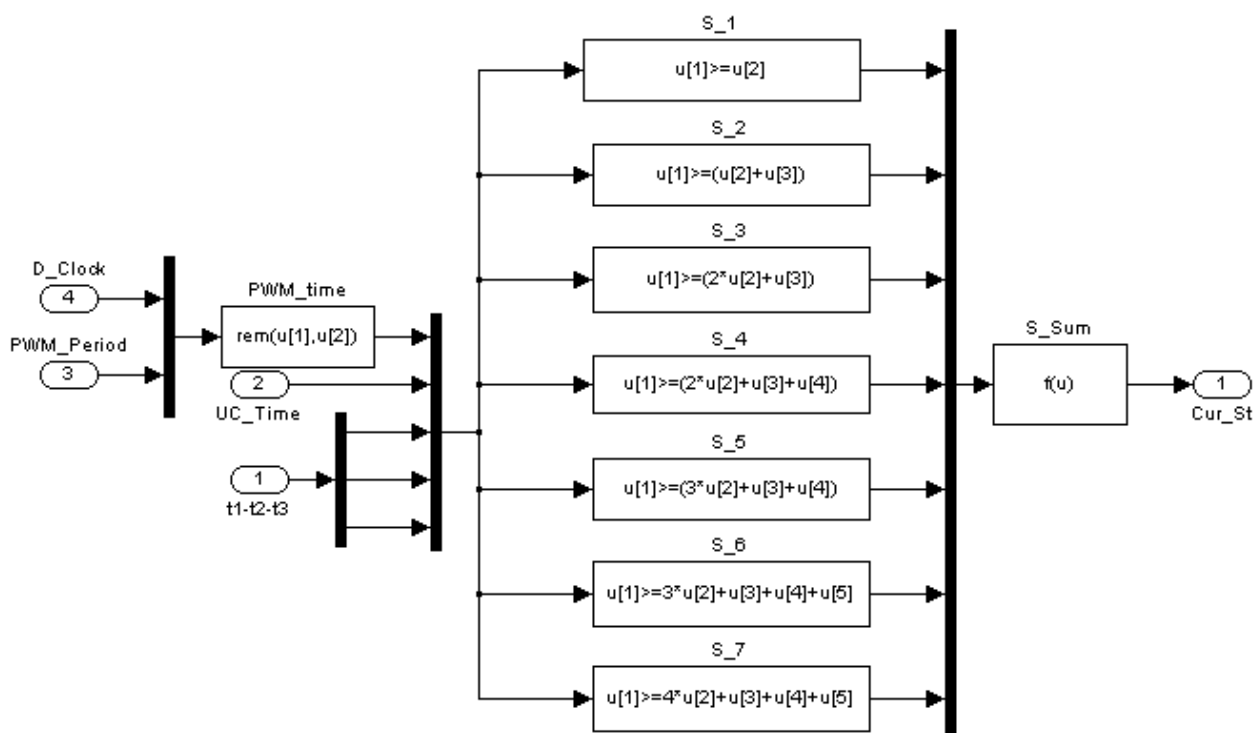 D_Clock
4
PWM_Period
3
PWM_time
rem(u[1],u[2])
2
UC_Time
1
t1-t2-t3
S_1
u[1]>=u[2]
S_2
u[1]>=(u[2]+u[3])
S_3
u[1]>=(2*u[2]+u[3])
S_4
u[1]>=(2*u[2]+u[3]+u[4])
S_5
u[1]>=(3*u[2]+u[3]+u[4])
S_6
u[1]>=3*u[2]+u[3]+u[4]+u[5]
S_7
u[1]>=4*u[2]+u[3]+u[4]+u[5]
S_Sum
f(u)
1
Cur_St